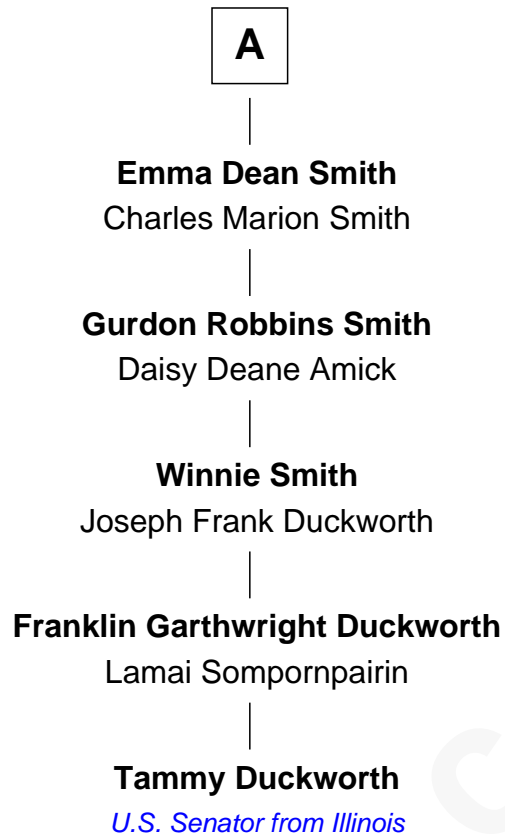 A
Emma Dean Smith
Charles Marion Smith
Gurdon Robbins Smith
Daisy Deane Amick
Winnie Smith
Joseph Frank Duckworth
Franklin Garthwright Duckworth
Lamai Sompornpairin
Tammy Duckworth
U.S. Senator from Illinois